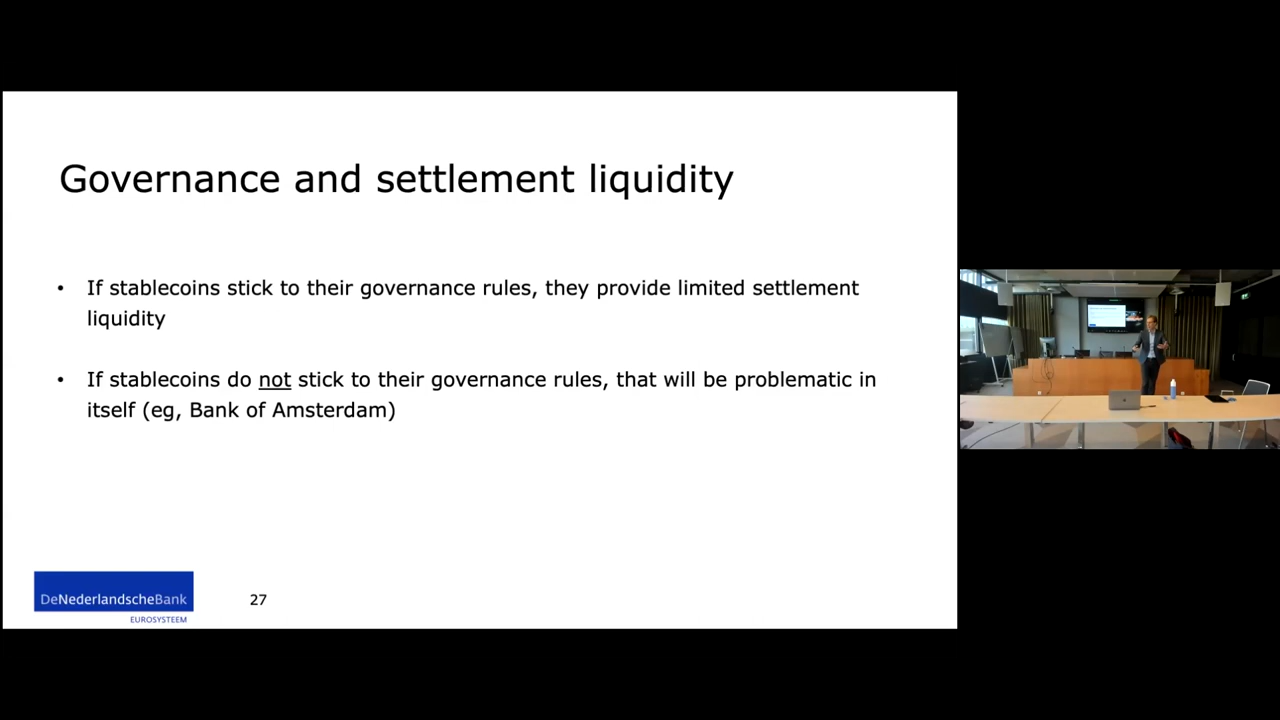 Governance and settlement liquidity
• If stablecoins stick to their governance rules, they provide limited settlement
liquidity
• If stablecoins do not stick to their governance rules, that will be problematic in
itself (eg, Bank of Amsterdam)
DeNederlandscheBank
EUROSYSTEEM
27